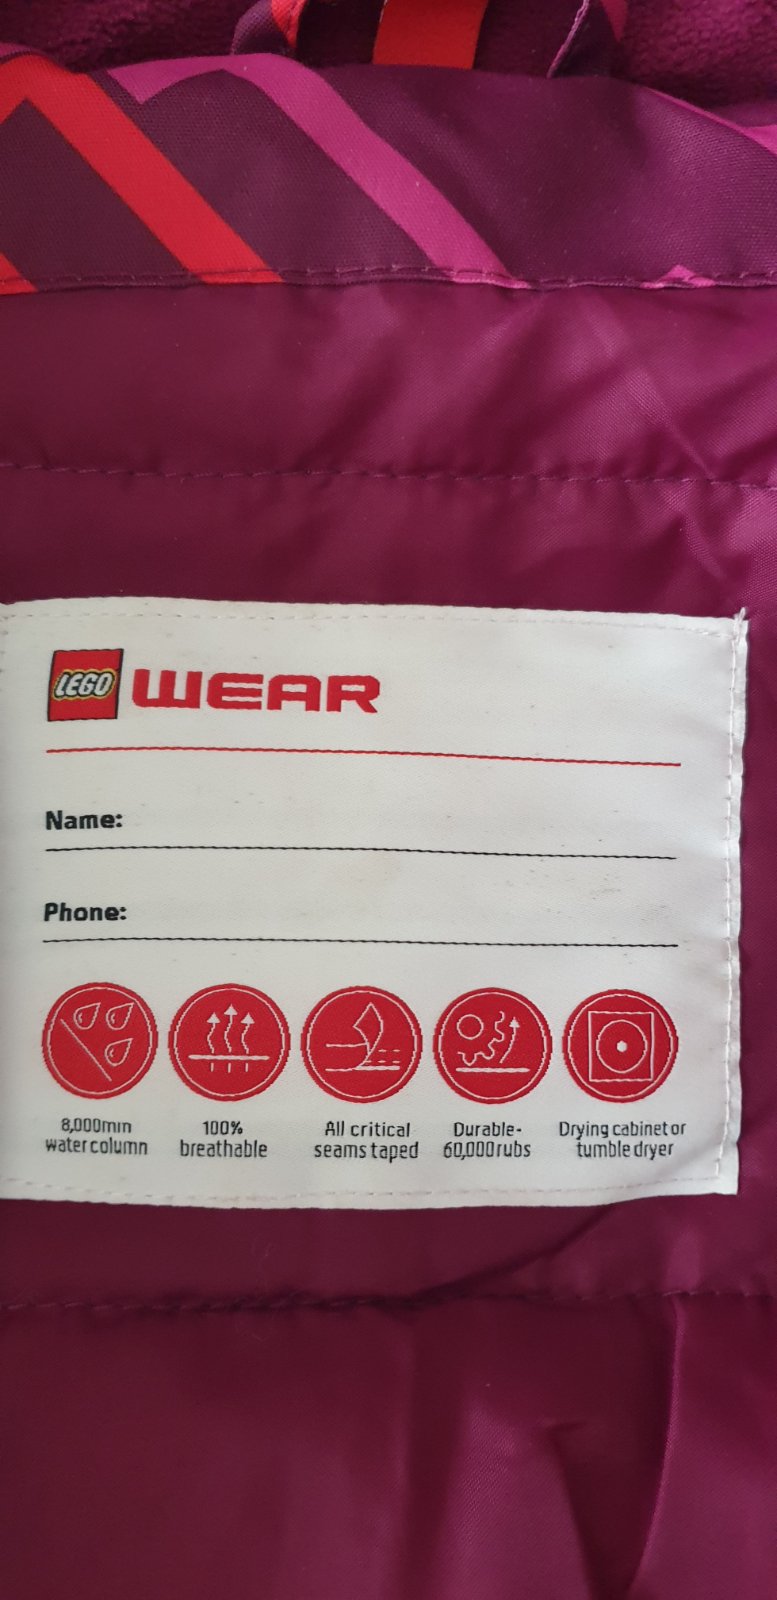 LEGO WEAR
Name:
Phone:
8,000mm
water column
100%
breathable
All critical
seams taped
Durable-
60,000 rubs
Drying cabinet or
tumble dryer